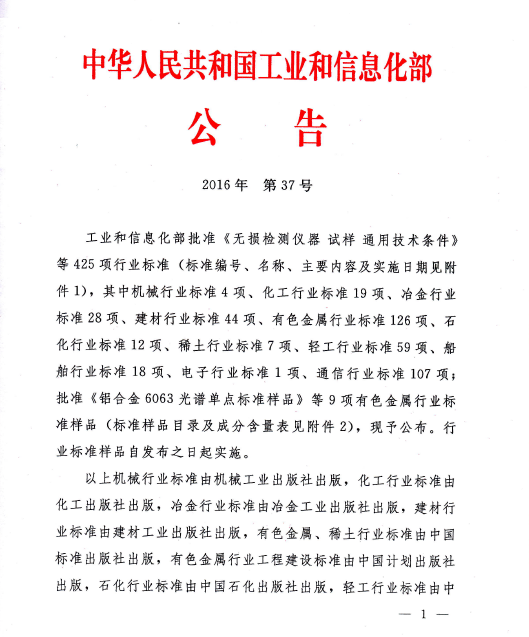 中华人民共和国工业和信息化部
公 告
2016 年 第 37 号
工业和信息化部批准《无损检测仪器 试样 通用技术条件》
等 425 项行业标准（标准编号、名称、主要内容及实施日期见附
件 1），其中机械行业标准 4 项、化工行业标准 19 项、冶金行业
标准 28 项、建材行业标准 44 项、有色金属行业标准 126 项、石
化行业标准 12 项、稀土行业标准 7 项、轻工行业标准 59 项、船
舶行业标准 18 项、电子行业标准 1 项、通信行业标准 107 项；
批准《铝合金 6063 光谱单点标准样品》等 9 项有色金属行业标
准样品（标准样品目录及成分含量表见附件 2），现予公布。行
业标准样品自发布之日起实施。
以上机械行业标准由机械工业出版社出版，化工行业标准由
化工出版社出版，冶金行业标准由冶金工业出版社出版，建材行
业标准由建材工业出版社出版，有色金属、稀土行业标准由中国
标准出版社出版，有色金属行业工程建设标准由中国计划出版社
出版，石化行业标准由中国石化出版社出版，轻工行业标准由中
— 1 —